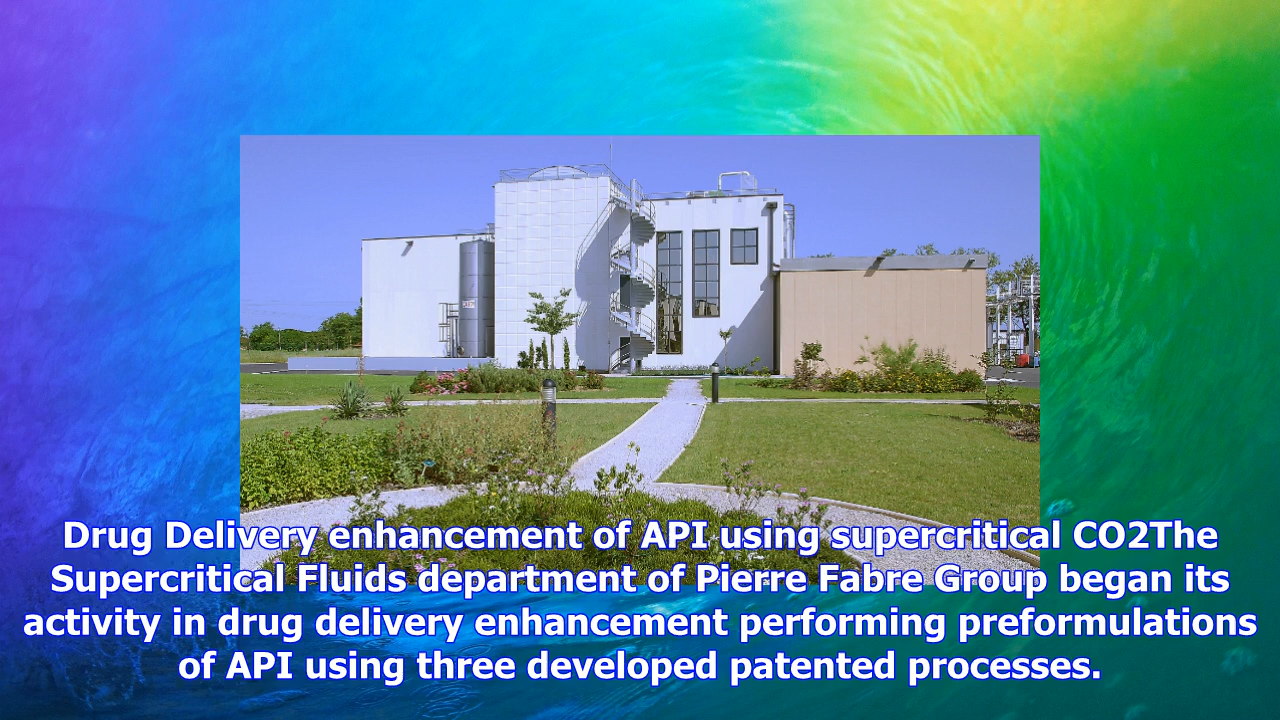 Drug Delivery enhancement of API using supercritical CO2The
Supercritical Fluids department of Pierre Fabre Group began its
activity in drug delivery enhancement performing preformulations
of API using three developed patented processes.